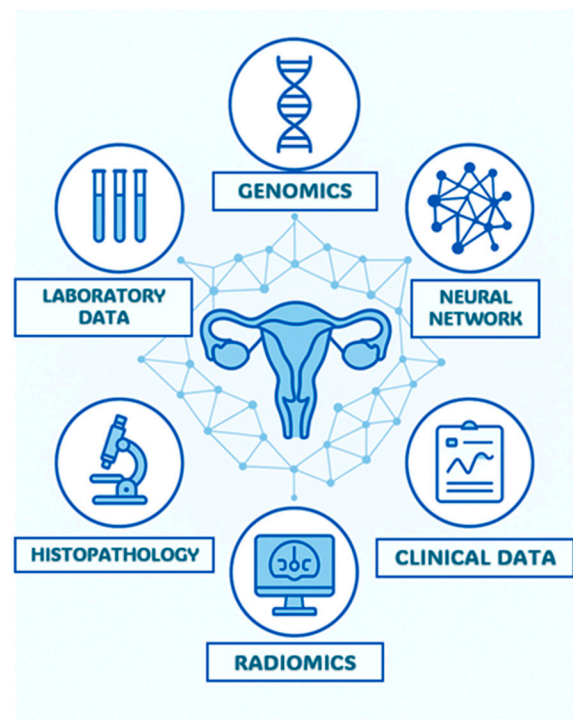 GENOMICS
LABORATORY
DATA
NEURAL
NETWORK
HISTOPATHOLOGY
CLINICAL DATA
RADIOMICS